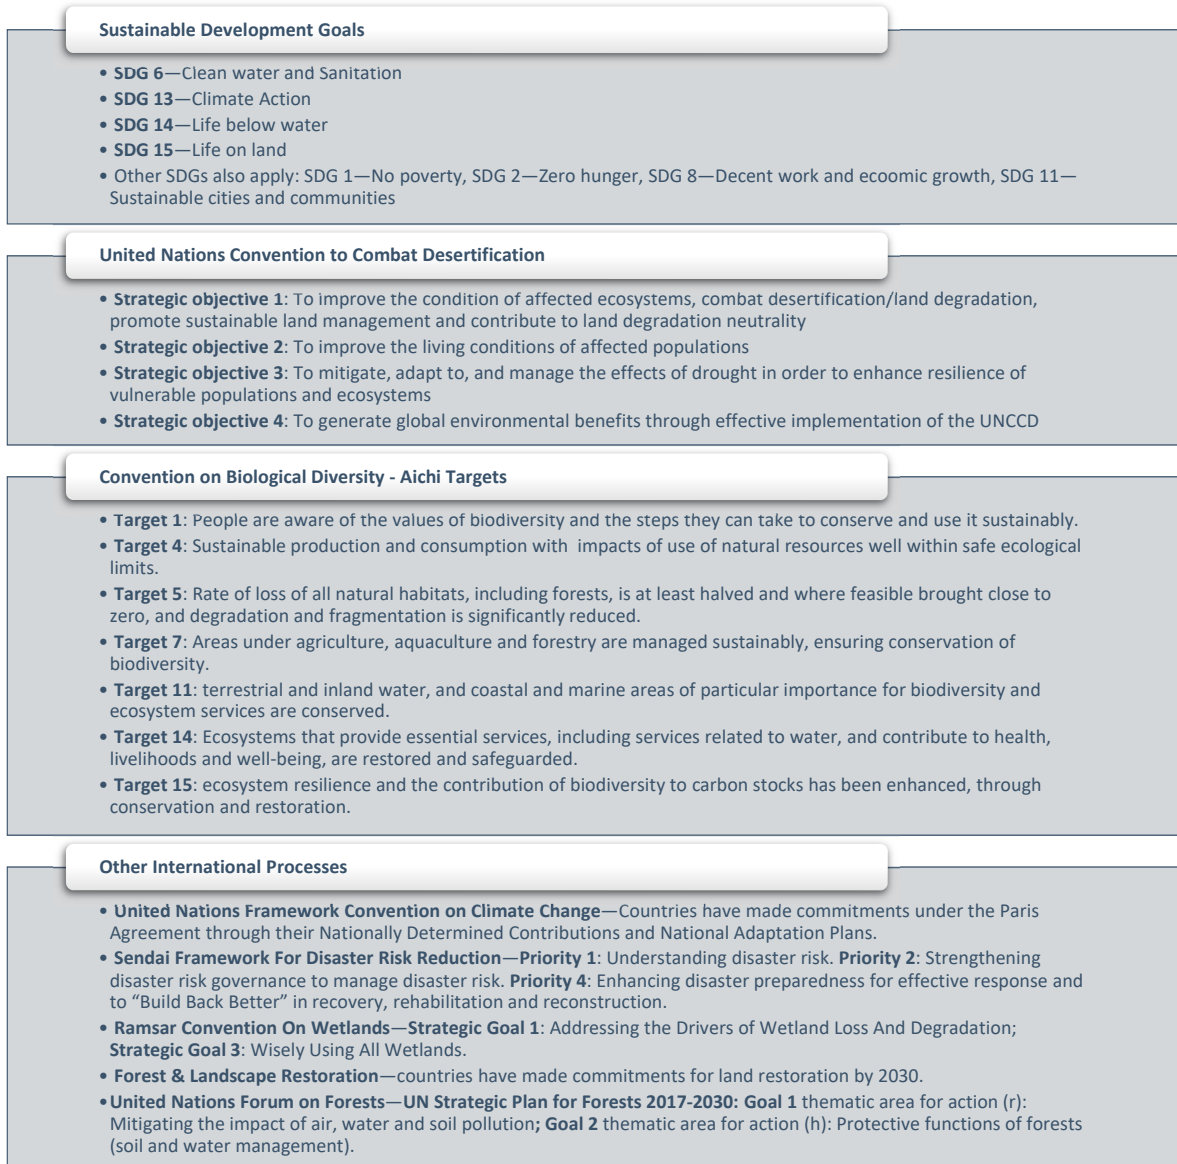 Sustainable Development Goals
• SDG 6—Clean water and Sanitation
• SDG 13—Climate Action
• SDG 14—Life below water
• SDG 15—Life on land
• Other SDGs also apply: SDG 1—No poverty, SDG 2—Zero hunger, SDG 8—Decent work and ecoomic growth, SDG 11—
Sustainable cities and communities
United Nations Convention to Combat Desertification
• Strategic objective 1: To improve the condition of affected ecosystems, combat desertification/land degradation,
promote sustainable land management and contribute to land degradation neutrality
• Strategic objective 2: To improve the living conditions of affected populations
• Strategic objective 3: To mitigate, adapt to, and manage the effects of drought in order to enhance resilience of
vulnerable populations and ecosystems
• Strategic objective 4: To generate global environmental benefits through effective implementation of the UNCCD
Convention on Biological Diversity - Aichi Targets
• Target 1: People are aware of the values of biodiversity and the steps they can take to conserve and use it sustainably.
• Target 4: Sustainable production and consumption with  impacts of use of natural resources well within safe ecological
limits.
• Target 5: Rate of loss of all natural habitats, including forests, is at least halved and where feasible brought close to
zero, and degradation and fragmentation is significantly reduced.
• Target 7: Areas under agriculture, aquaculture and forestry are managed sustainably, ensuring conservation of
biodiversity.
• Target 11: terrestrial and inland water, and coastal and marine areas of particular importance for biodiversity and
ecosystem services are conserved.
• Target 14: Ecosystems that provide essential services, including services related to water, and contribute to health,
livelihoods and well-being, are restored and safeguarded.
• Target 15: ecosystem resilience and the contribution of biodiversity to carbon stocks has been enhanced, through
conservation and restoration.
Other International Processes
• United Nations Framework Convention on Climate Change—Countries have made commitments under the Paris
Agreement through their Nationally Determined Contributions and National Adaptation Plans.
• Sendai Framework For Disaster Risk Reduction—Priority 1: Understanding disaster risk. Priority 2: Strengthening
disaster risk governance to manage disaster risk. Priority 4: Enhancing disaster preparedness for effective response and
to “Build Back Better” in recovery, rehabilitation and reconstruction.
• Ramsar Convention On Wetlands—Strategic Goal 1: Addressing the Drivers of Wetland Loss And Degradation;
Strategic Goal 3: Wisely Using All Wetlands.
• Forest & Landscape Restoration—countries have made commitments for land restoration by 2030.
•United Nations Forum on Forests—UN Strategic Plan for Forests 2017-2030: Goal 1 thematic area for action (r):
Mitigating the impact of air, water and soil pollution; Goal 2 thematic area for action (h): Protective functions of forests
(soil and water management).